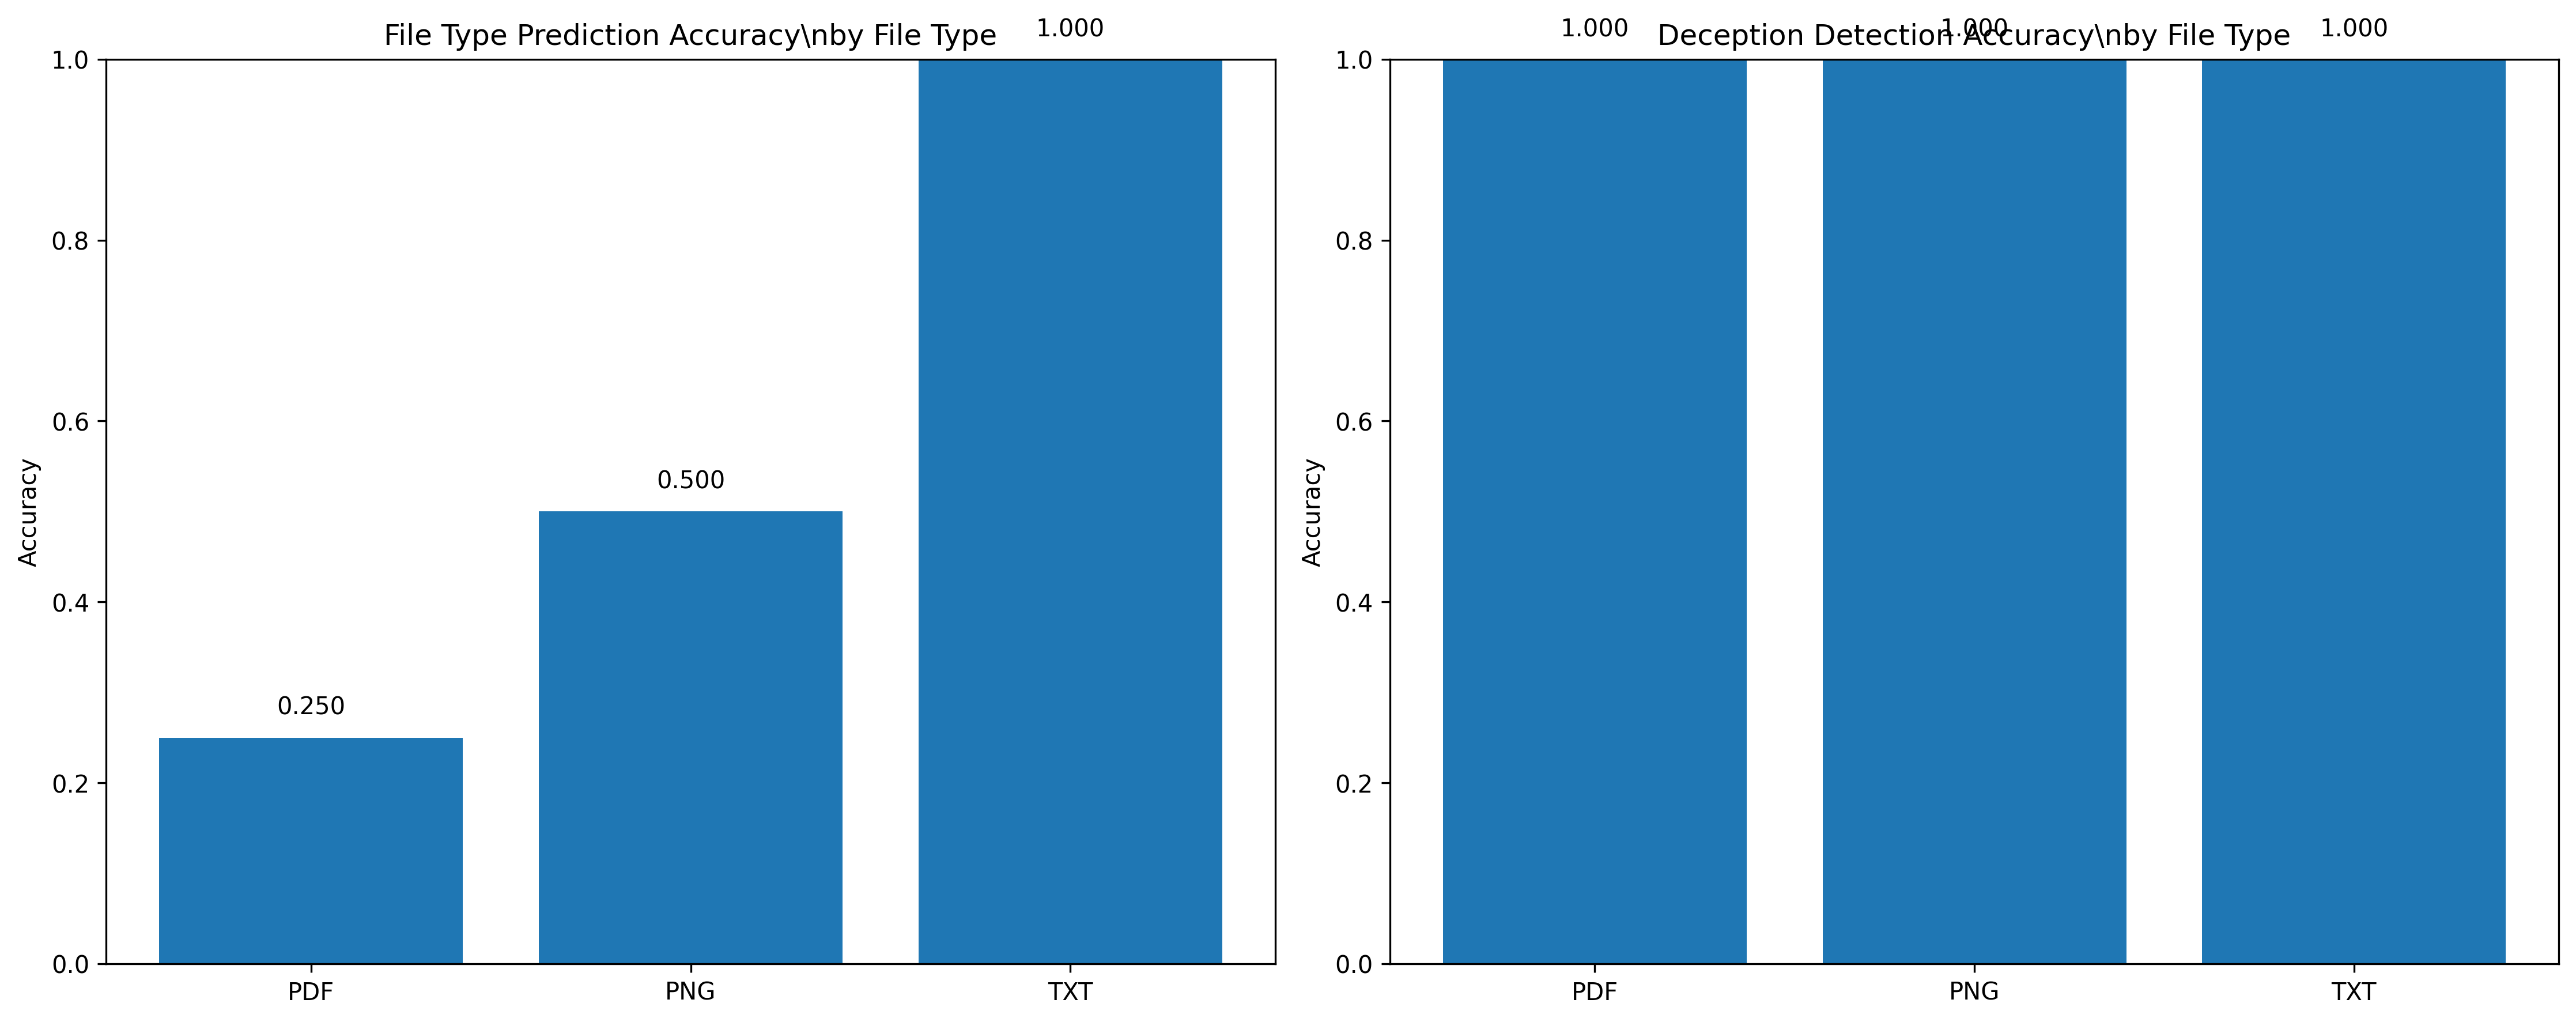 File Type Prediction Accuracy\nby File Type
1.000
1.0
0.8
0.6
0.4
0.2
0.0
Accuracy
0.250
0.500
PDF
PNG
TXT
Deception Detection Accuracy\nby File Type
1.000
1.000
1.000
1.0
0.8
0.6
0.4
0.2
0.0
Accuracy
PDF
PNG
TXT